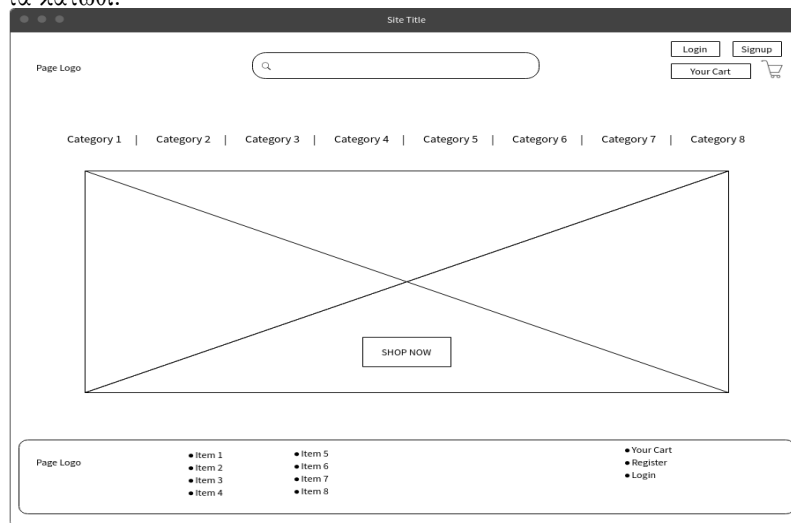 τα κάτωθι:
Site Title
Login Signup
Page Logo
Your Cart
Category 1 | Category 2 | Category 3 | Category 4 | Category 5 | Category 6 | Category 7 | Category 8
SHOP NOW
Page Logo
• Item 1
• Item 2
• Item 3
• Item 4
• Item 5
• Item 6
• Item 7
• Item 8
• Your Cart
• Register
• Login